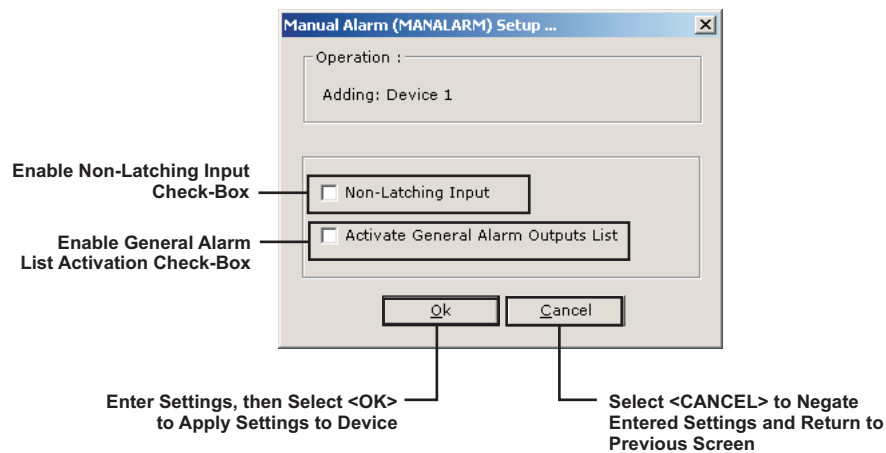 Manual Alarm (MANALARM) Setup ...
Operation :
Adding: Device 1
Enable Non-Latching Input
Check-Box
Non-Latching Input
Enable General Alarm
List Activation Check-Box
Activate General Alarm Outputs List
Ok
Cancel
Enter Settings, then Select <OK>
to Apply Settings to Device
Select <CANCEL> to Negate
Entered Settings and Return to
Previous Screen